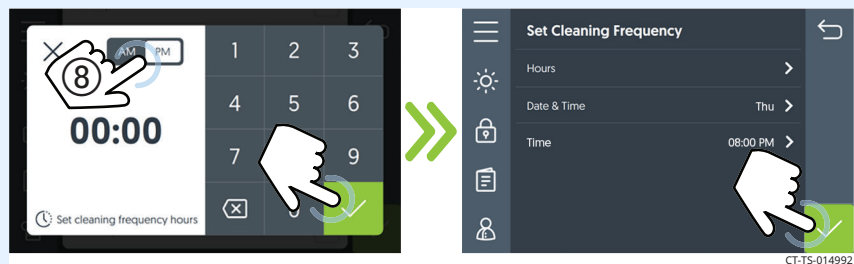 AM PM
1 2 3
8
4 5 6
00:00
7 9
Set cleaning frequency hours
Set Cleaning Frequency
Hours
Date & Time Thu
Time 08:00 PM
CT-TS-014992